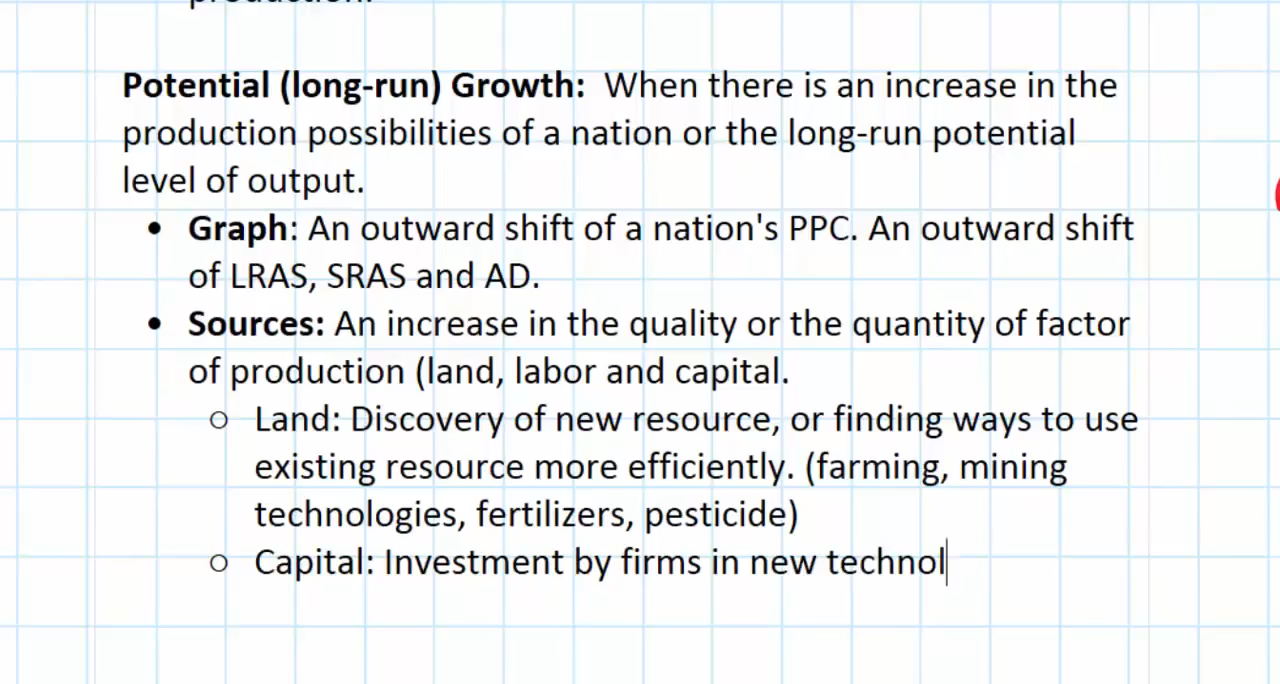 production.
Potential (long-run) Growth: When there is an increase in the
production possibilities of a nation or the long-run potential
level of output.
• Graph: An outward shift of a nation's PPC. An outward shift
of LRAS, SRAS and AD.
• Sources: An increase in the quality or the quantity of factor
of production (land, labor and capital.
○ Land: Discovery of new resource, or finding ways to use
existing resource more efficiently. (farming, mining
technologies, fertilizers, pesticide)
○ Capital: Investment by firms in new technol